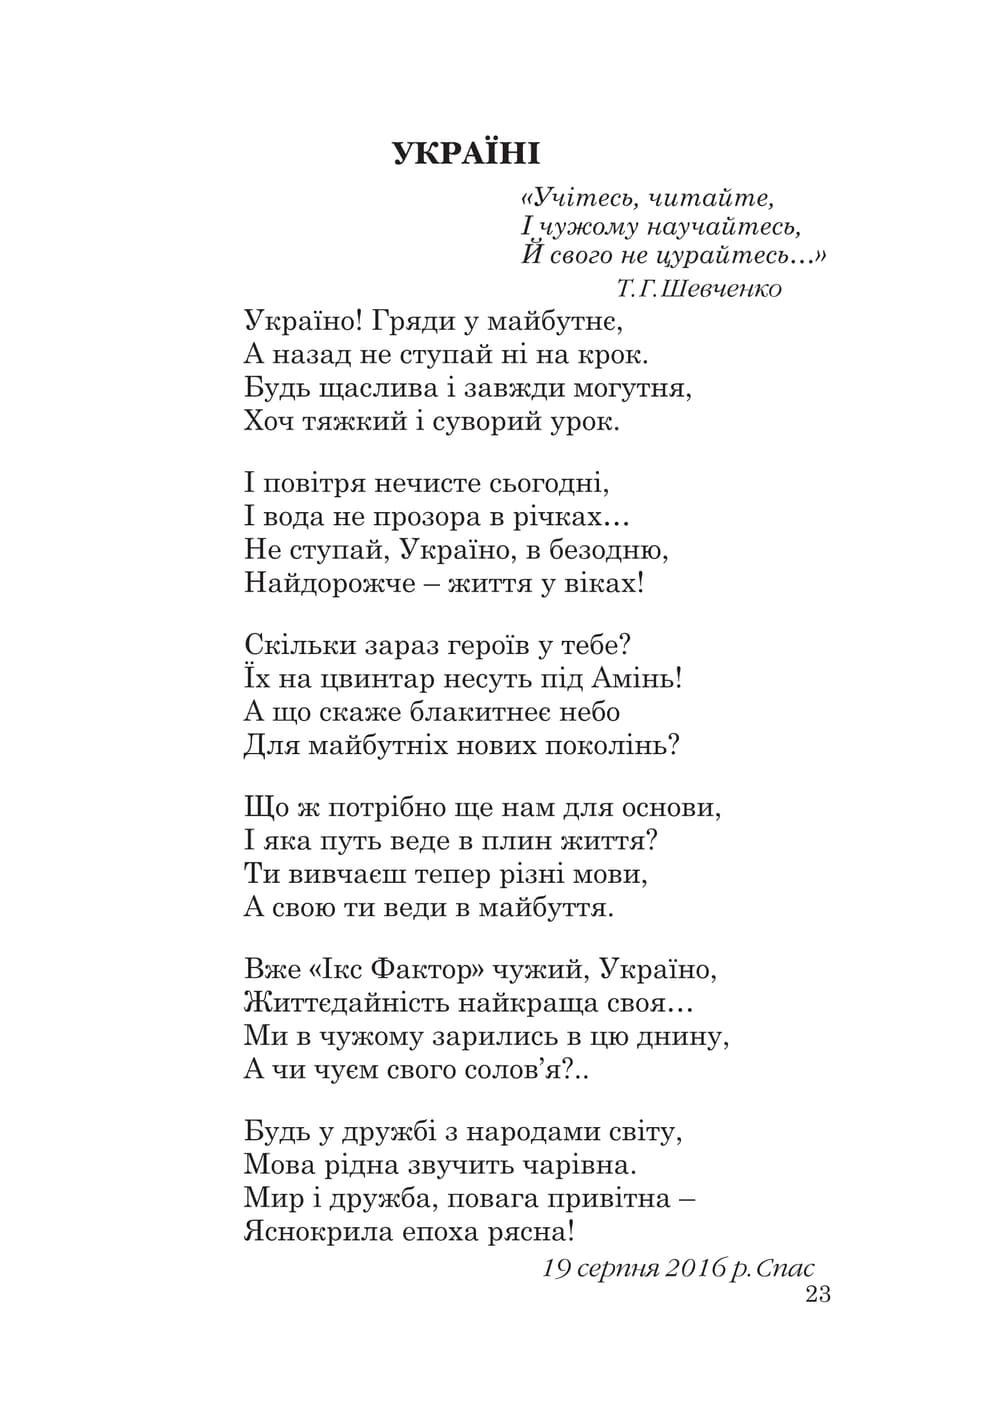 УКРАЇНІ
«Учітесь, читайте,
І чужому научайтесь,
Й свого не цурайтесь...»
Т.Г.Шевченко
Україно! Гряди у майбутнє,
А назад не ступай ні на крок.
Будь щаслива і завжди могутня,
Хоч тяжкий і суворий урок.
І повітря нечисте сьогодні,
І вода не прозора в річках...
Не ступай, Україно, в безодню,
Найдорожче – життя у віках!
Скільки зараз героїв у тебе?
Їх на цвинтар несуть під Амінь!
А що скаже блакитнеє небо
Для майбутніх нових поколінь?
Що ж потрібно ще нам для основи,
І яка путь веде в плин життя?
Ти вивчаєш тепер різні мови,
А свою ти веди в майбуття.
Вже «Ікс Фактор» чужий, Україно,
Життєдайність найкраща своя...
Ми в чужому зарились в цю днину,
А чи чуєм свого солов’я?..
Будь у дружбі з народами світу,
Мова рідна звучить чарівна.
Мир і дружба, повага привітна –
Яснокрила епоха рясна!
19 серпня 2016 р. Спас
23